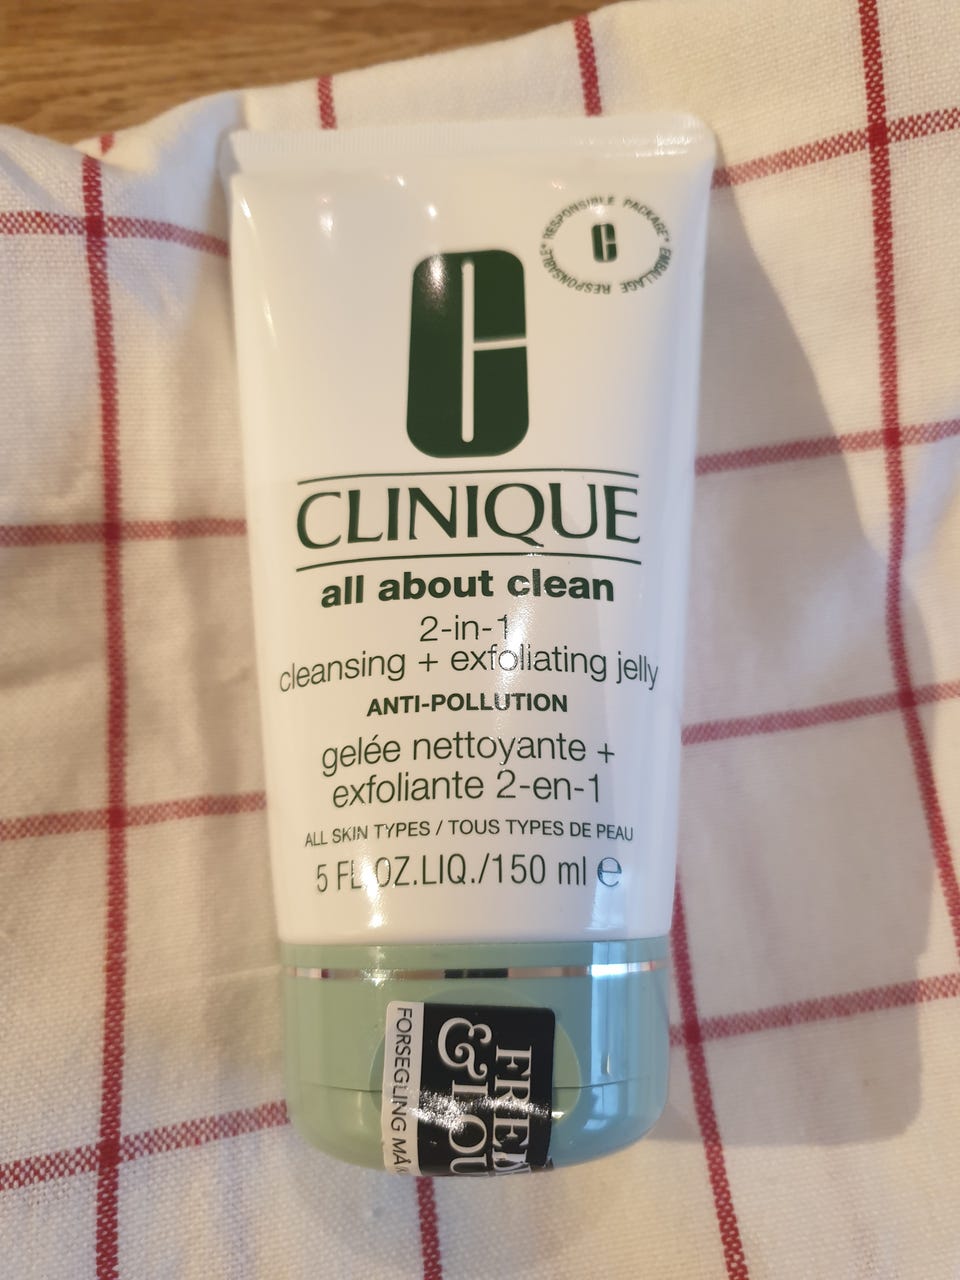 RESPONSIBLE PACKAGE* EMBALLAGE RESPONSABLE*
C
C
CLINIQUE
all about clean
2-in-1
cleansing + exfoliating jelly
ANTI-POLLUTION
gelée nettoyante +
exfoliante 2-en-1
ALL SKIN TYPES / TOUS TYPES DE PEAU
5 FL.OZ.LIQ./150 ml ℮
&
FORSEGLING